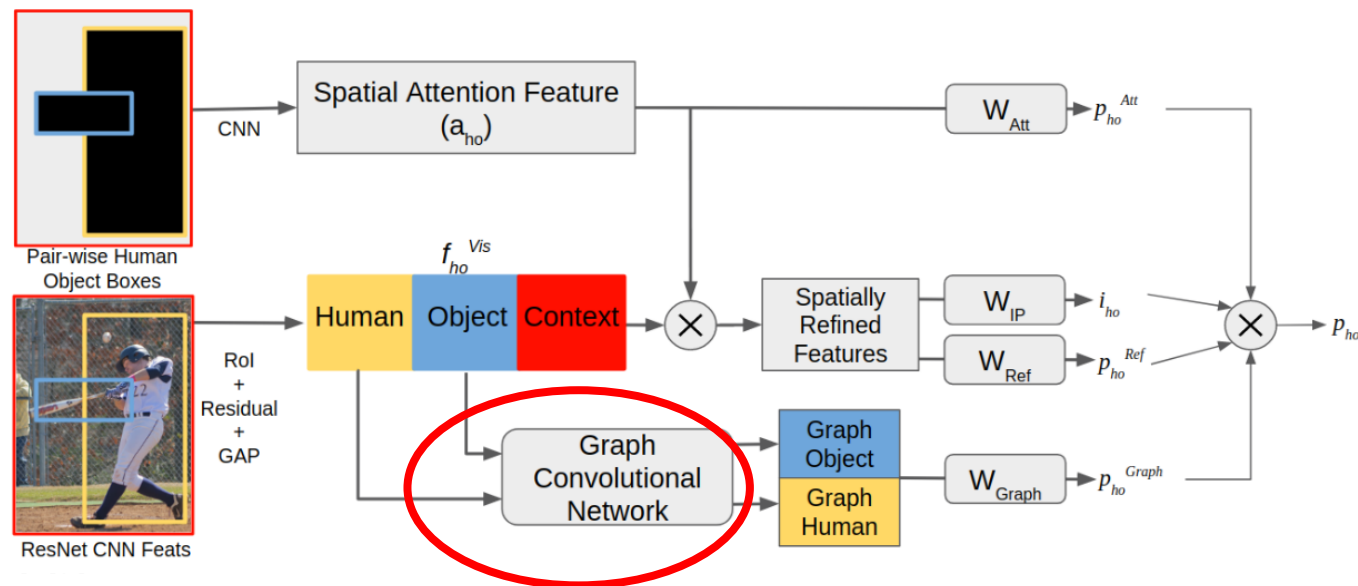 Spatial Attention Feature
(a_ho)
CNN
W_Att
p_ho^Att
Pair-wise Human
Object Boxes
f_ho^Vis
Human
Object
Context
×
Spatially
Refined
Features
W_IP
i_ho
W_Ref
p_ho^Ref
×
p_ho
RoI
+
Residual
+
GAP
Graph
Convolutional
Network
Graph
Object
Graph
Human
W_Graph
p_ho^Graph
ResNet CNN Feats